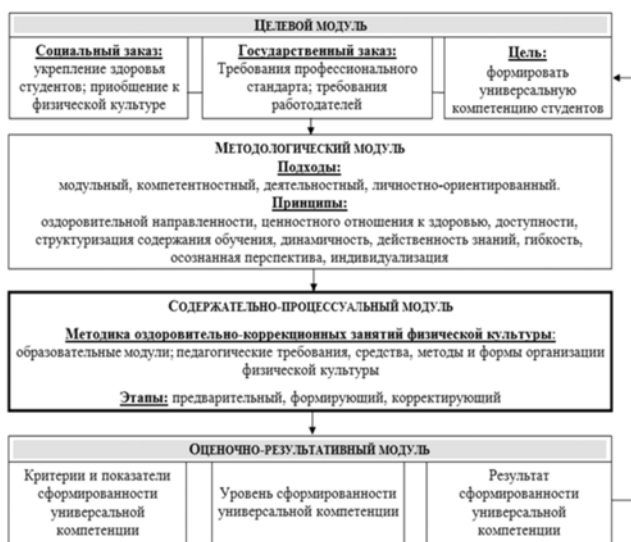 ЦЕЛЕВОЙ МОДУЛЬ
Социальный заказ:
укрепление здоровья
студентов; приобщение к
физической культуре
Государственный заказ:
Требования профессионального
стандарта; требования
работодателей
Цель:
формировать
универсальную
компетенцию студентов
МЕТОДОЛОГИЧЕСКИЙ МОДУЛЬ
Подходы:
модульный, компетентностный, деятельностный, личностно-ориентированный.
Принципы:
оздоровительной направленности, ценностного отношения к здоровью, доступности,
структуризация содержания обучения, динамичность, действенность знаний, гибкость,
осознанная перспектива, индивидуализация
СОДЕРЖАТЕЛЬНО-ПРОЦЕССУАЛЬНЫЙ МОДУЛЬ
Методика оздоровительно-коррекционных занятий физической культуры:
образовательные модули; педагогические требования, средства, методы и формы организации
физической культуры
Этапы: предварительный, формирующий, корректирующий
ОЦЕНОЧНО-РЕЗУЛЬТАТИВНЫЙ МОДУЛЬ
Критерии и показатели
сформированности
универсальной
компетенции
Уровень сформированности
универсальной компетенции
Результат
сформированности
универсальной
компетенции